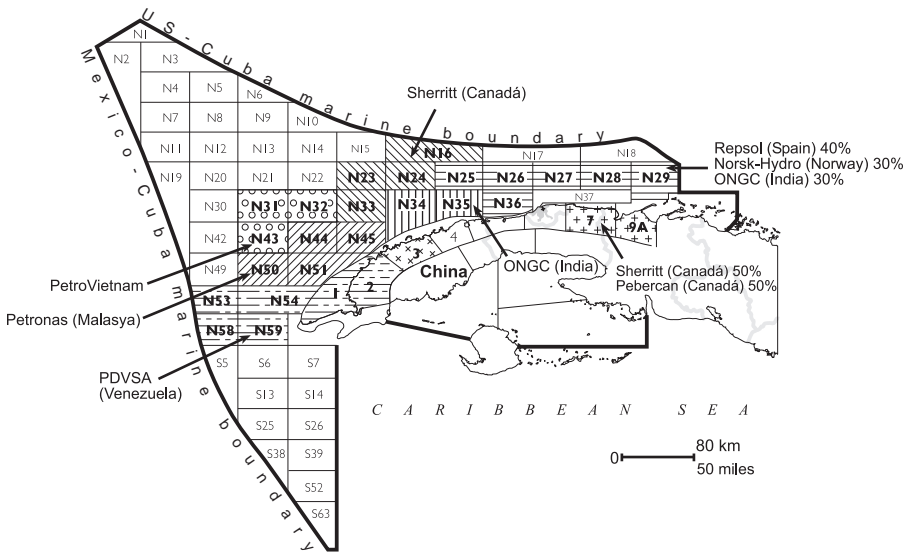 US-Cuba marine boundary
Mexico-Cuba marine boundary
N1
N2 N3
N4 N5 N6
N7 N8 N9 N10
N11 N12 N13 N14 N15 N16 N17 N18
N19 N20 N21 N22 N23 N24 N25 N26 N27 N28 N29
N30 N31 N32 N33 N34 N35 N36 N37
N42 N43 N44 N45
N49 N50 N51
N53 N54
N58 N59
1 2 3 4 7 9A
S5 S6 S7
S13 S14
S25 S26
S38 S39
S52
S63
Sherritt (Canadá)
Repsol (Spain) 40%
Norsk-Hydro (Norway) 30%
ONGC (India) 30%
PetroVietnam
Petronas (Malasya)
PDVSA
(Venezuela)
China
ONGC (India)
Sherritt (Canadá) 50%
Pebercan (Canadá) 50%
CARIBBEAN SEA
0 80 km
50 miles